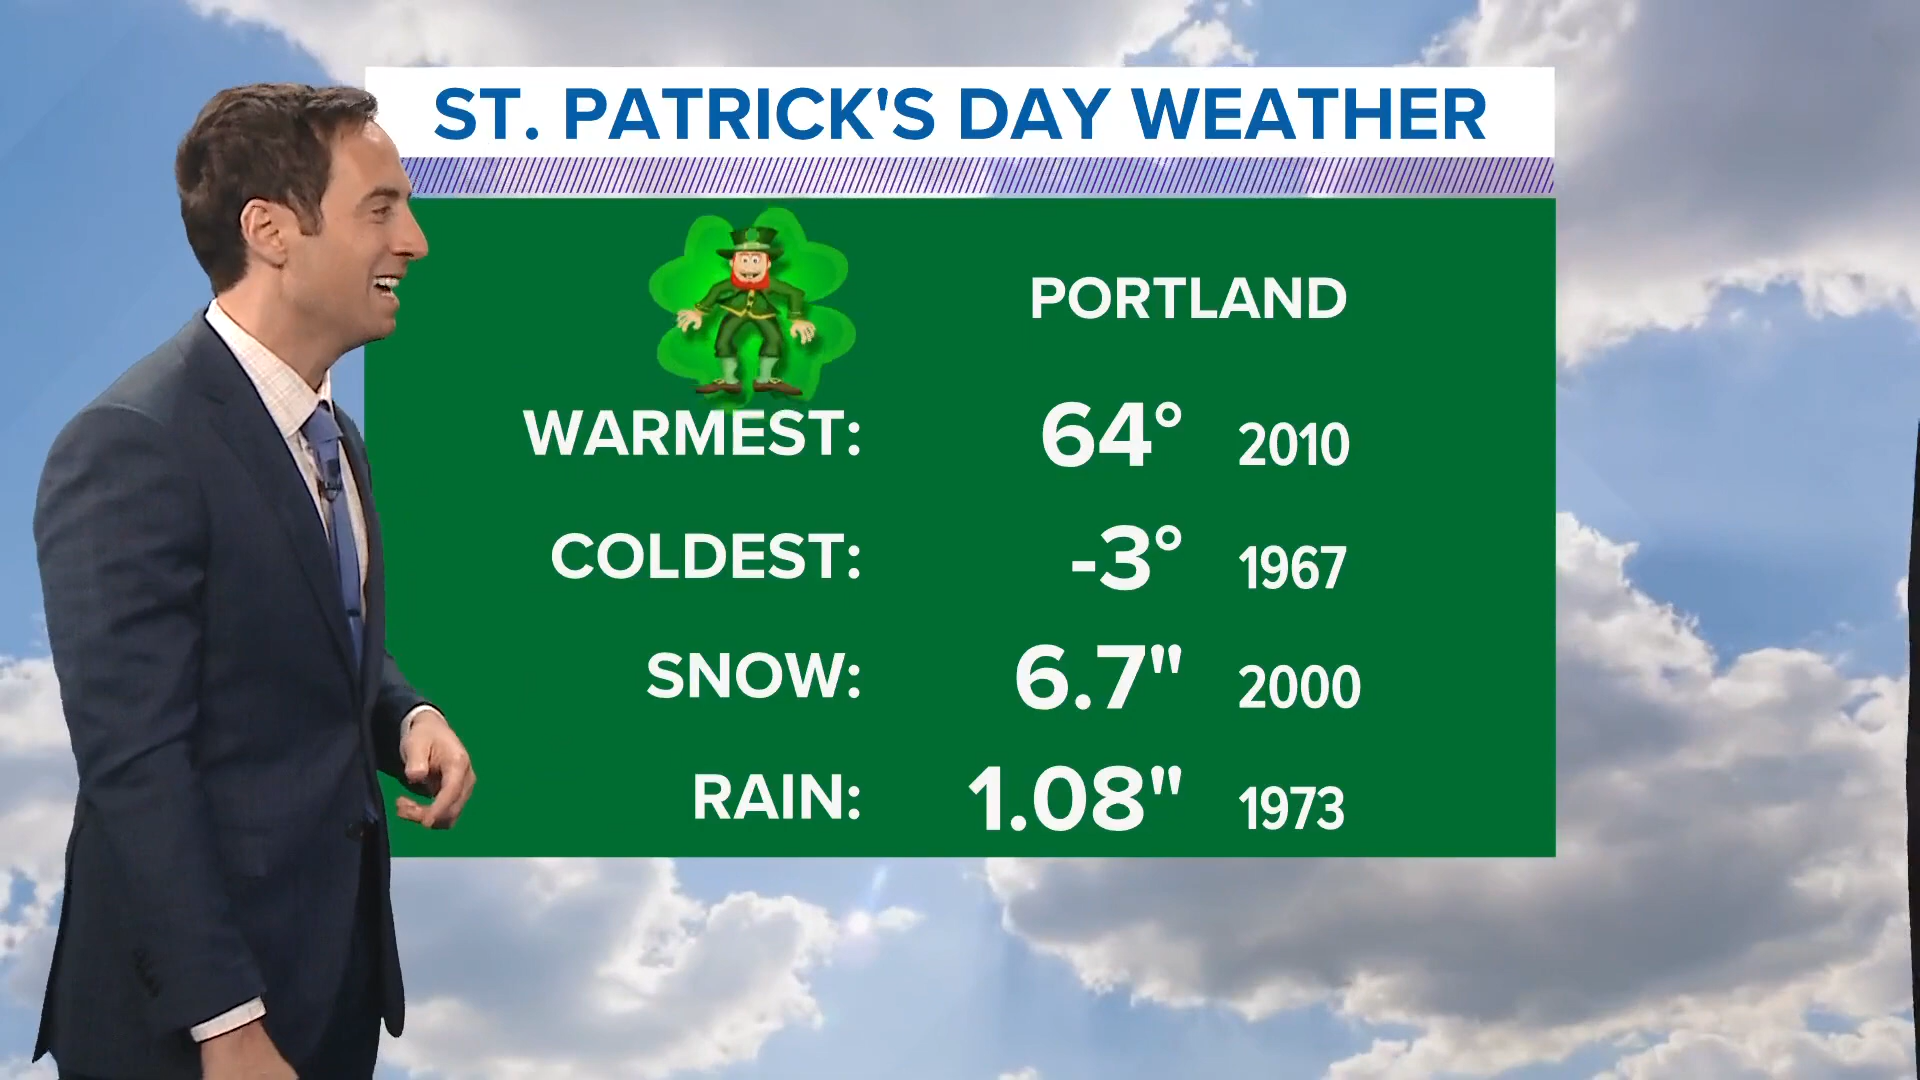 ST. PATRICK'S DAY WEATHER
PORTLAND
WARMEST: 64° 2010
COLDEST: -3° 1967
SNOW: 6.7" 2000
RAIN: 1.08" 1973